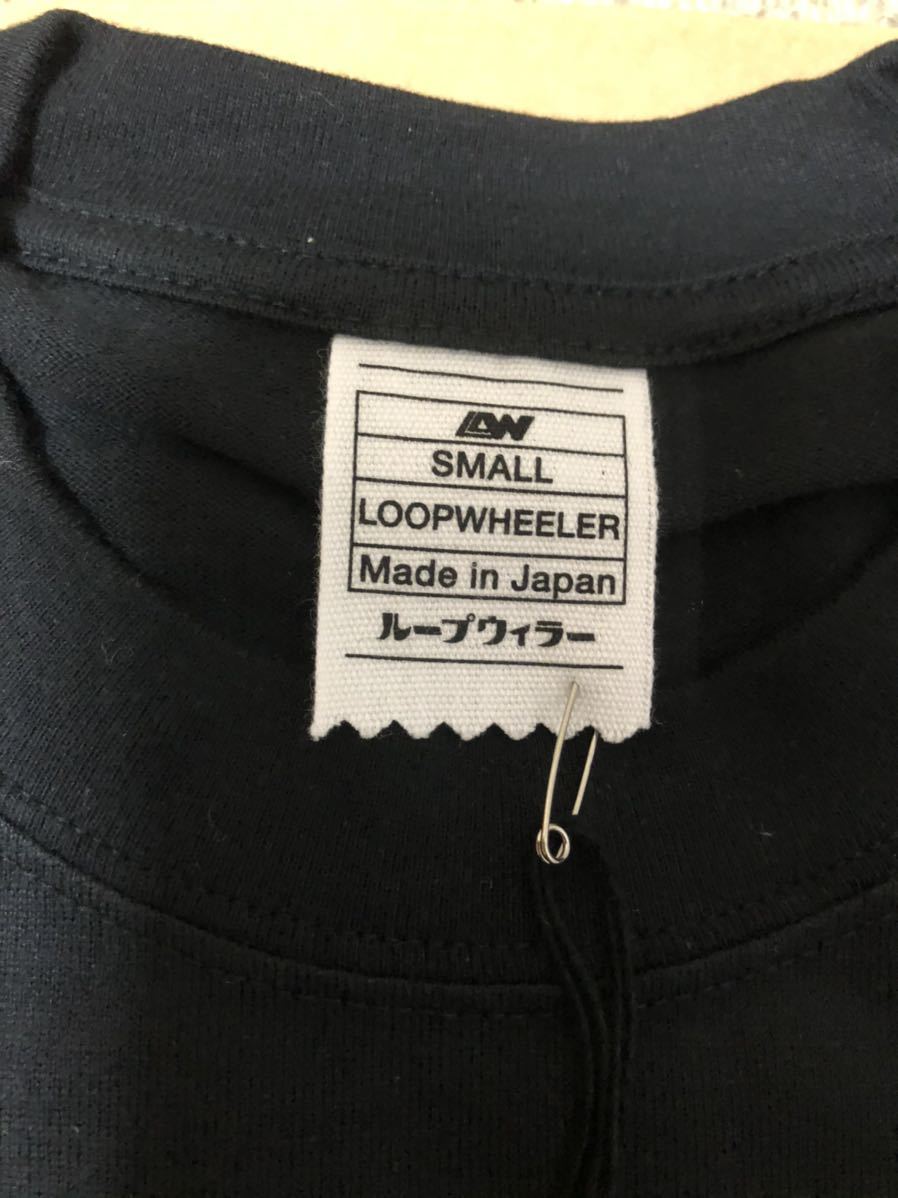 LW
SMALL
LOOPWHEELER
Made in Japan
ループウィラー